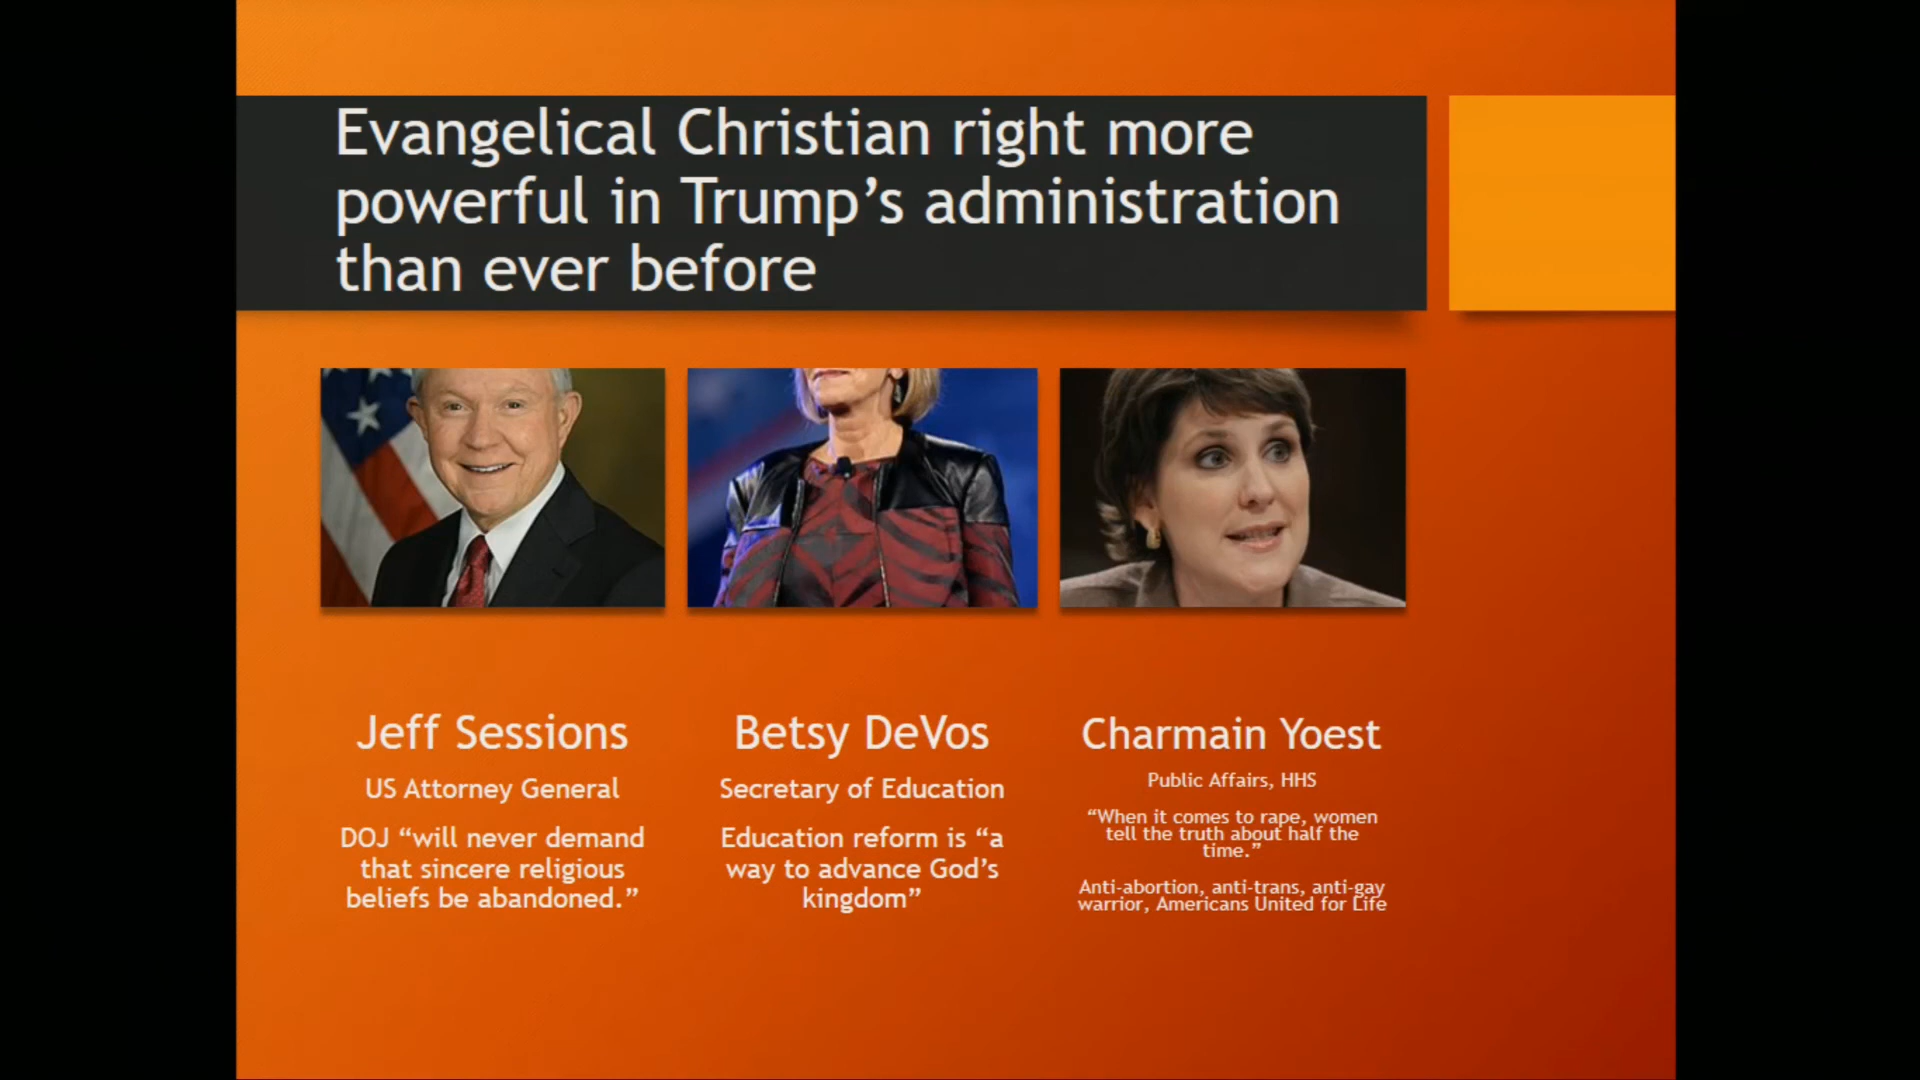 Evangelical Christian right more
powerful in Trump’s administration
than ever before
Jeff Sessions
US Attorney General
DOJ “will never demand
that sincere religious
beliefs be abandoned.”
Betsy DeVos
Secretary of Education
Education reform is “a
way to advance God’s
kingdom”
Charmain Yoest
Public Affairs, HHS
“When it comes to rape, women
tell the truth about half the
time.”
Anti-abortion, anti-trans, anti-gay
warrior, Americans United for Life